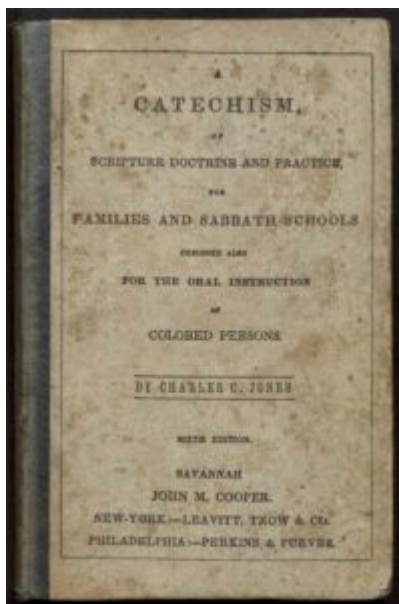 A
CATECHISM,
OF
SCRIPTURE DOCTRINE AND PRACTICE,
FOR
FAMILIES AND SABBATH SCHOOLS
DESIGNED ALSO
FOR THE ORAL INSTRUCTION
OF
COLORED PERSONS.
BY CHARLES C. JONES
SIXTH EDITION.
SAVANNAH
JOHN M. COOPER.
NEW-YORK:—LEAVITT, TROW & Co.
PHILADELPHIA:—PERKINS & PURVES.